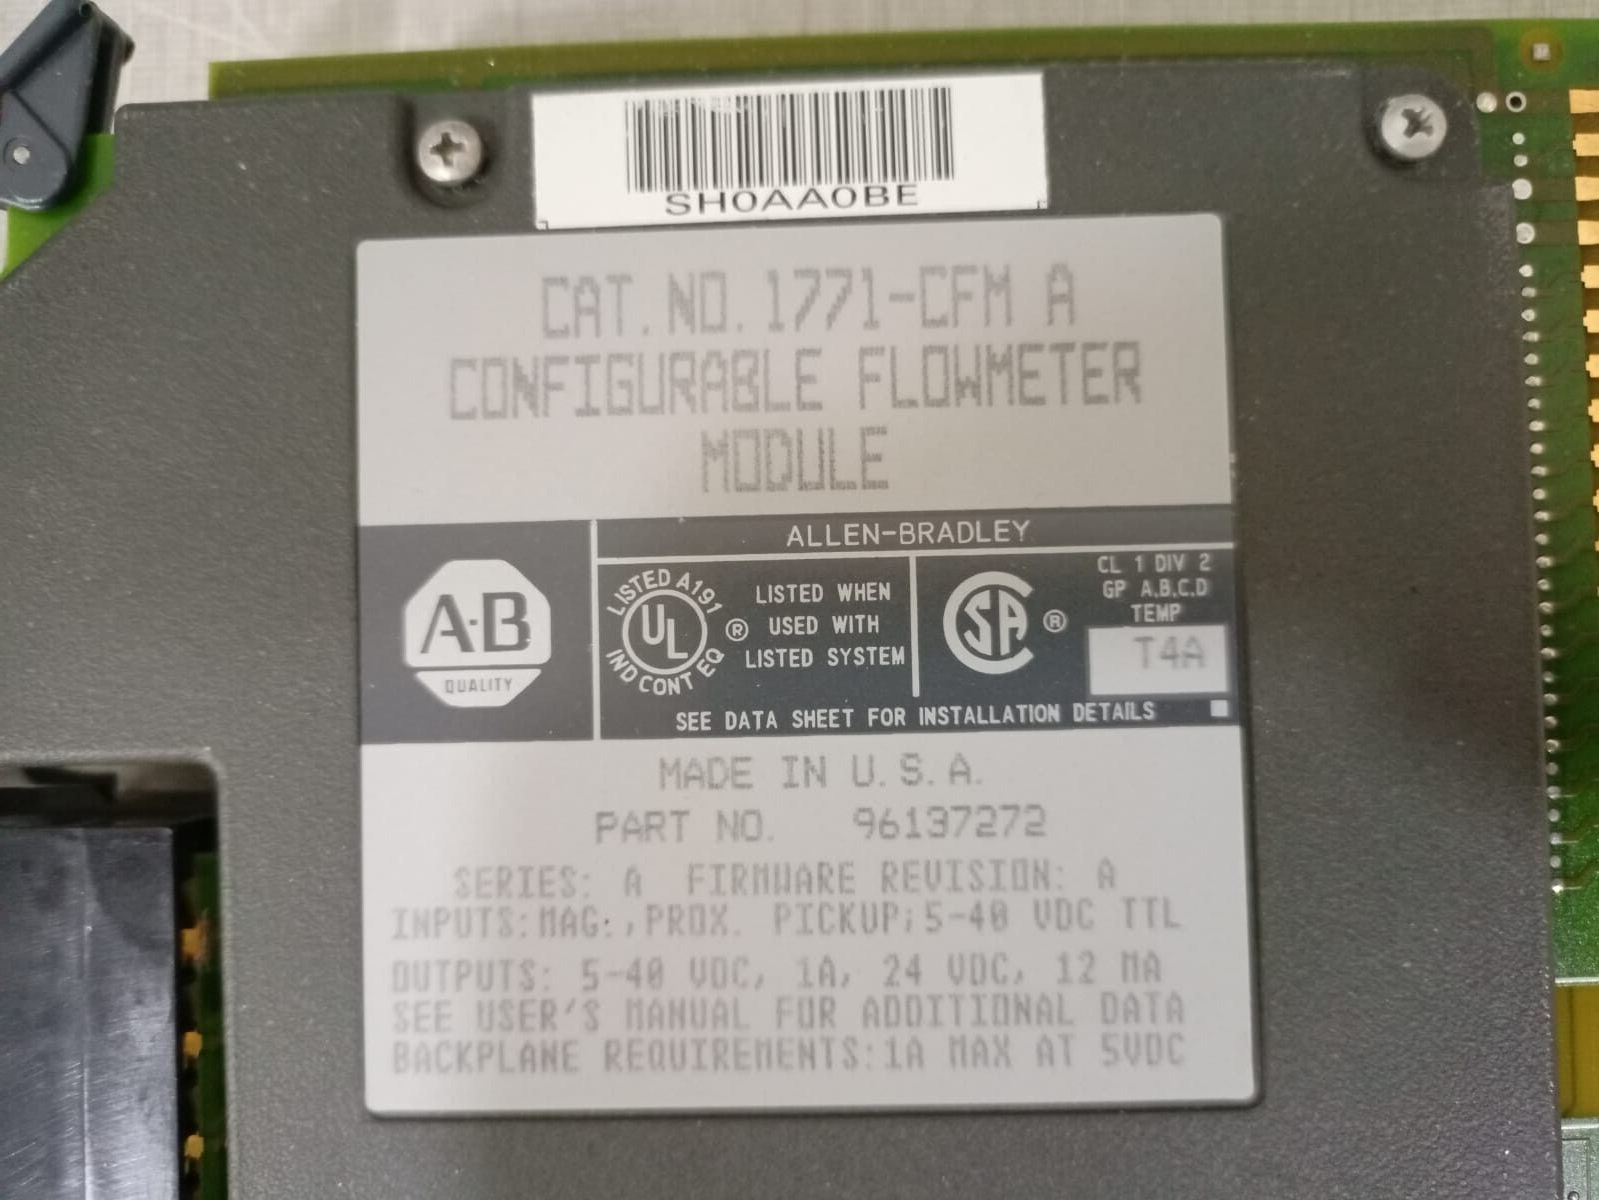 SH0AA0BE
CAT. NO. 1771-CFM A
CONFIGURABLE FLOWMETER
MODULE
ALLEN-BRADLEY
A-B
QUALITY
LISTED A191
UL
IND CONT EQ
®
LISTED WHEN
USED WITH
LISTED SYSTEM
SA ®
CL 1 DIV 2
GP A,B,C,D
TEMP
T4A
SEE DATA SHEET FOR INSTALLATION DETAILS
MADE IN U.S.A.
PART NO. 96137272
SERIES: A FIRMWARE REVISION: A
INPUTS: MAG., PROX. PICKUP; 5-40 VDC TTL
OUTPUTS: 5-40 VDC, 1A, 24 VDC, 12 MA
SEE USER'S MANUAL FOR ADDITIONAL DATA
BACKPLANE REQUIREMENTS: 1A MAX AT 5VDC